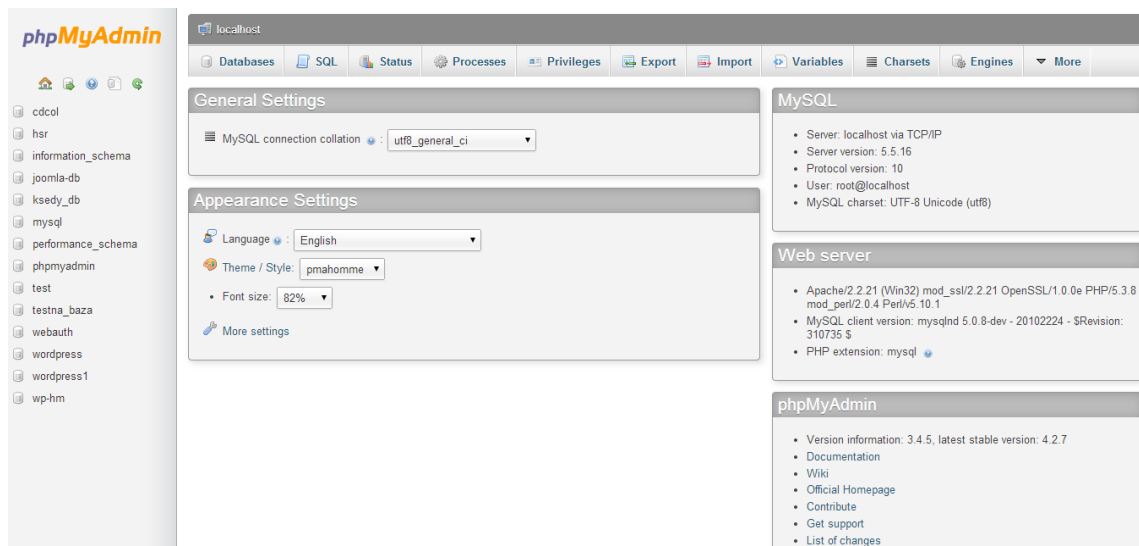 phpMyAdmin
cdcol
hsr
information_schema
joomla-db
ksedy_db
mysql
performance_schema
phpmyadmin
test
testna_baza
webauth
wordpress
wordpress1
wp-hm
localhost
Databases SQL Status Processes Privileges Export Import Variables Charsets Engines More
General Settings
MySQL connection collation : utf8_general_ci
Appearance Settings
Language : English
Theme / Style: pmahomme
Font size: 82%
More settings
MySQL
Server: localhost via TCP/IP
Server version: 5.5.16
Protocol version: 10
User: root@localhost
MySQL charset: UTF-8 Unicode (utf8)
Web server
Apache/2.2.21 (Win32) mod_ssl/2.2.21 OpenSSL/1.0.0e PHP/5.3.8
mod_perl/2.0.4 Perl/v5.10.1
MySQL client version: mysqlnd 5.0.8-dev - 20102224 - $Revision:
310735 $
PHP extension: mysql
phpMyAdmin
Version information: 3.4.5, latest stable version: 4.2.7
Documentation
Wiki
Official Homepage
Contribute
Get support
List of changes